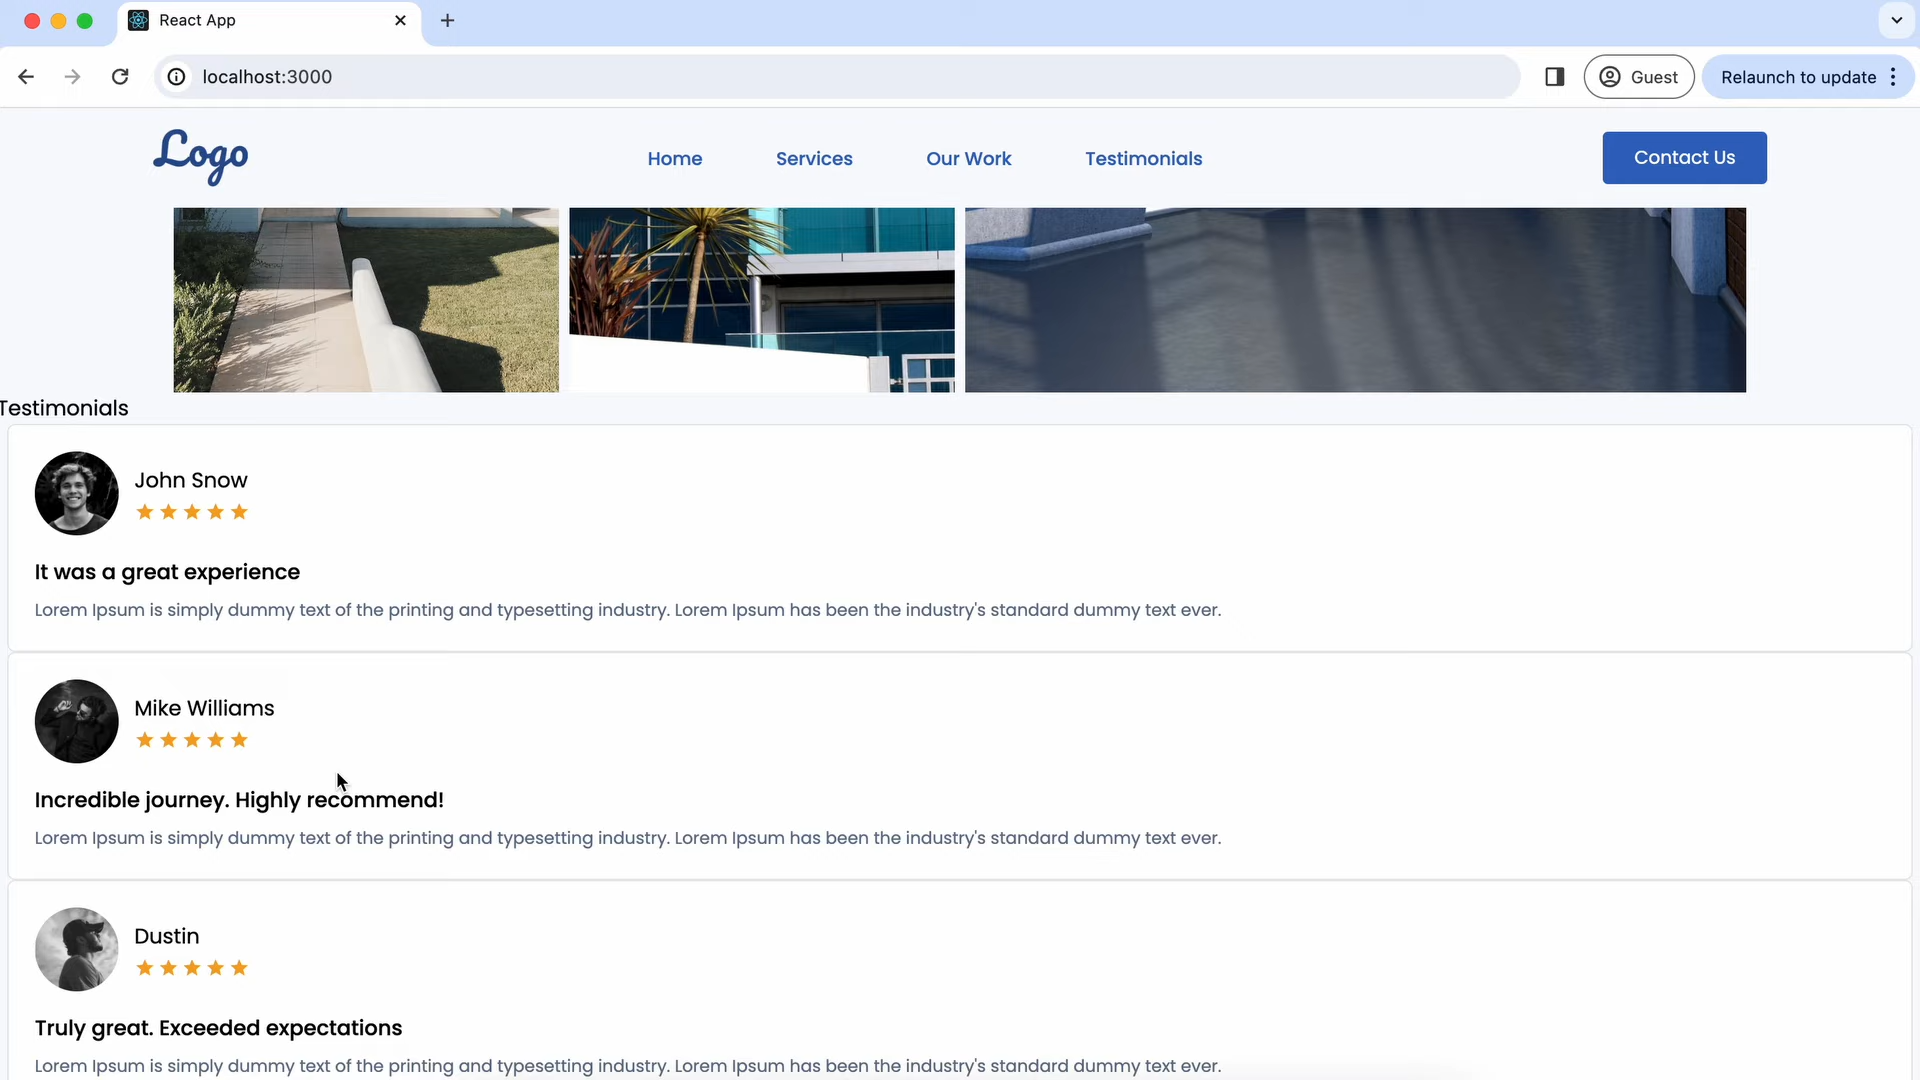 React App
localhost:3000
Guest
Relaunch to update
Logo
Home
Services
Our Work
Testimonials
Contact Us
Testimonials
John Snow
It was a great experience
Lorem Ipsum is simply dummy text of the printing and typesetting industry. Lorem Ipsum has been the industry's standard dummy text ever.
Mike Williams
Incredible journey. Highly recommend!
Lorem Ipsum is simply dummy text of the printing and typesetting industry. Lorem Ipsum has been the industry's standard dummy text ever.
Dustin
Truly great. Exceeded expectations
Lorem Ipsum is simply dummy text of the printing and typesetting industry. Lorem Ipsum has been the industry's standard dummy text ever.